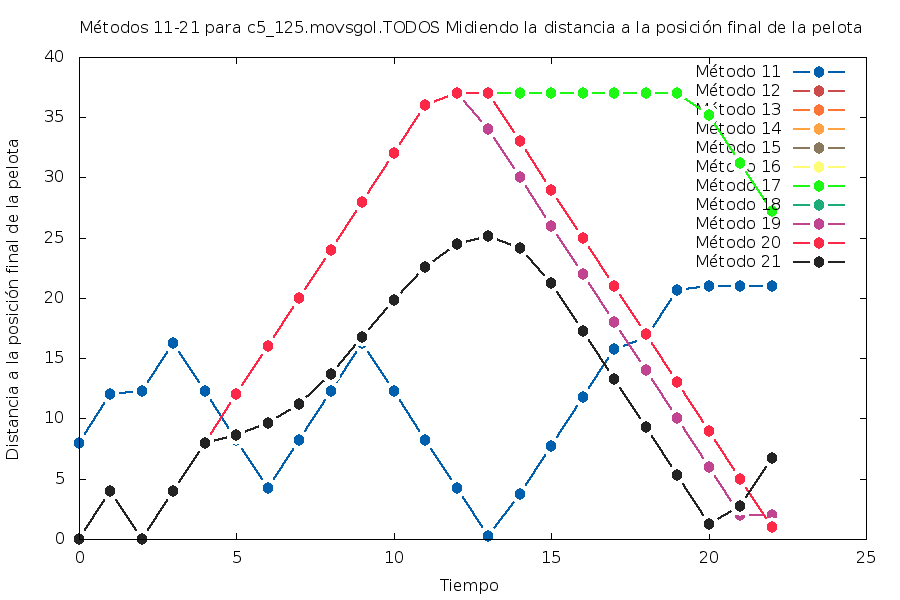 Métodos 11-21 para c5_125.movsgol.TODOS Midiendo la distancia a la posición final de la pelota
Distancia a la posición final de la pelota
40
35
30
25
20
15
10
5
0
Método 11
Método 12
Método 13
Método 14
Método 15
Método 16
Método 17
Método 18
Método 19
Método 20
Método 21
0 5 10 15 20 25
Tiempo